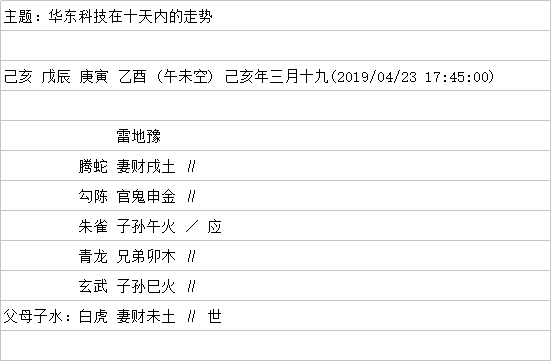 主题：华东科技在十天内的走势
己亥 戊辰 庚寅 乙酉 (午未空) 己亥年三月十九(2019/04/23 17:45:00)
雷地豫
腾蛇 妻财戌土 〃
勾陈 官鬼申金 〃
朱雀 子孙午火 ／ 应
青龙 兄弟卯木 〃
玄武 子孙巳火 〃
父母子水：白虎 妻财未土 〃 世